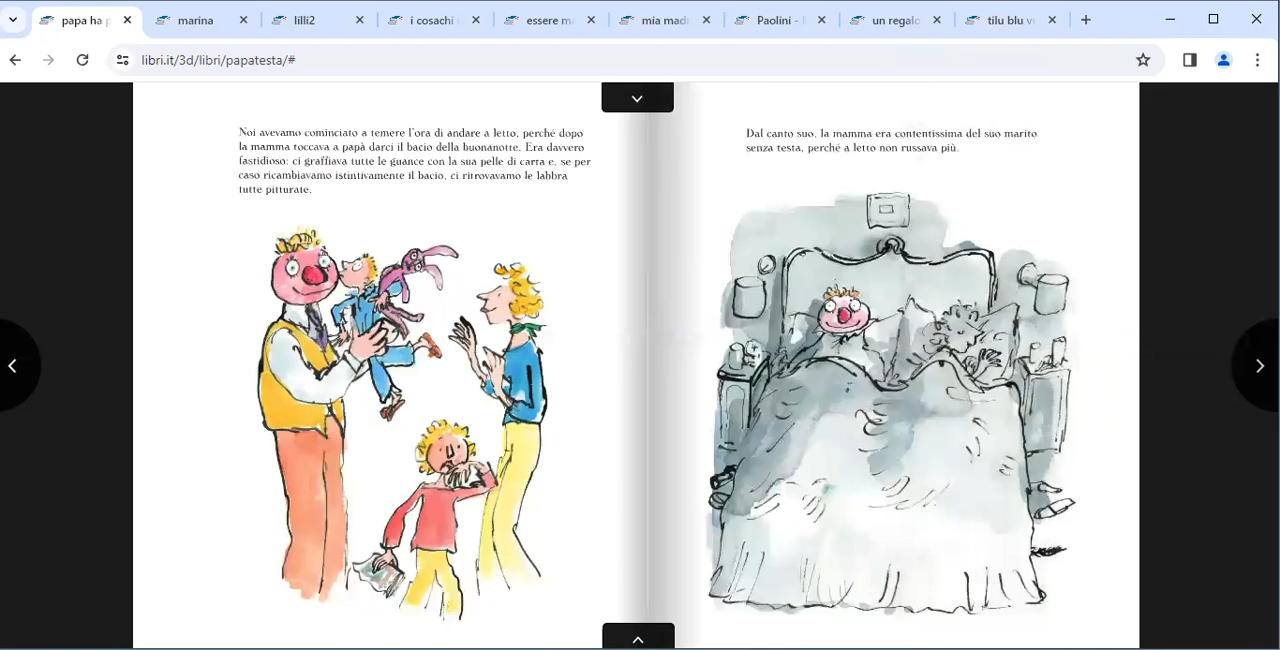 papa ha p
marina
lilli2
i cosachi
essere ma
mia madr
Paolini - I
un regalo
tilu blu v
libri.it/3d/libri/papatesta/#
Noi avevamo cominciato a temere l'ora di andare a letto, perché dopo
la mamma toccava a papà darci il bacio della buonanotte. Era davvero
fastidioso: ci graffiava tutte le guance con la sua pelle di carta e, se per
caso ricambiavamo istintivamente il bacio, ci ritrovavamo le labbra
tutte pitturate.
Dal canto suo, la mamma era contentissima del suo marito
senza testa, perché a letto non russava più.